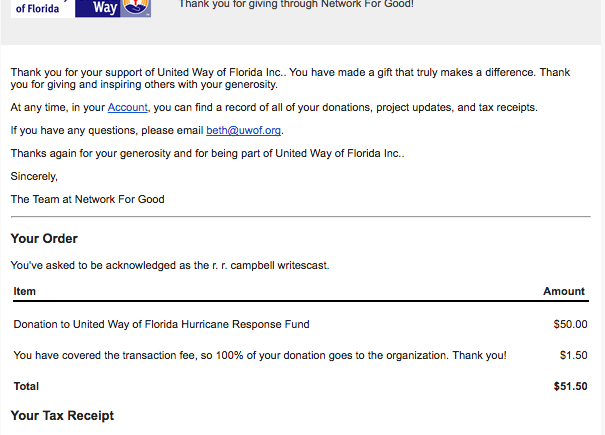 of Florida
Way
Thank you for giving through Network For Good!
Thank you for your support of United Way of Florida Inc.. You have made a gift that truly makes a difference. Thank
you for giving and inspiring others with your generosity.
At any time, in your Account, you can find a record of all of your donations, project updates, and tax receipts.
If you have any questions, please email beth@uwof.org.
Thanks again for your generosity and for being part of United Way of Florida Inc..
Sincerely,
The Team at Network For Good
Your Order
You've asked to be acknowledged as the r. r. campbell writescast.
Item Amount
Donation to United Way of Florida Hurricane Response Fund $50.00
You have covered the transaction fee, so 100% of your donation goes to the organization. Thank you! $1.50
Total $51.50
Your Tax Receipt